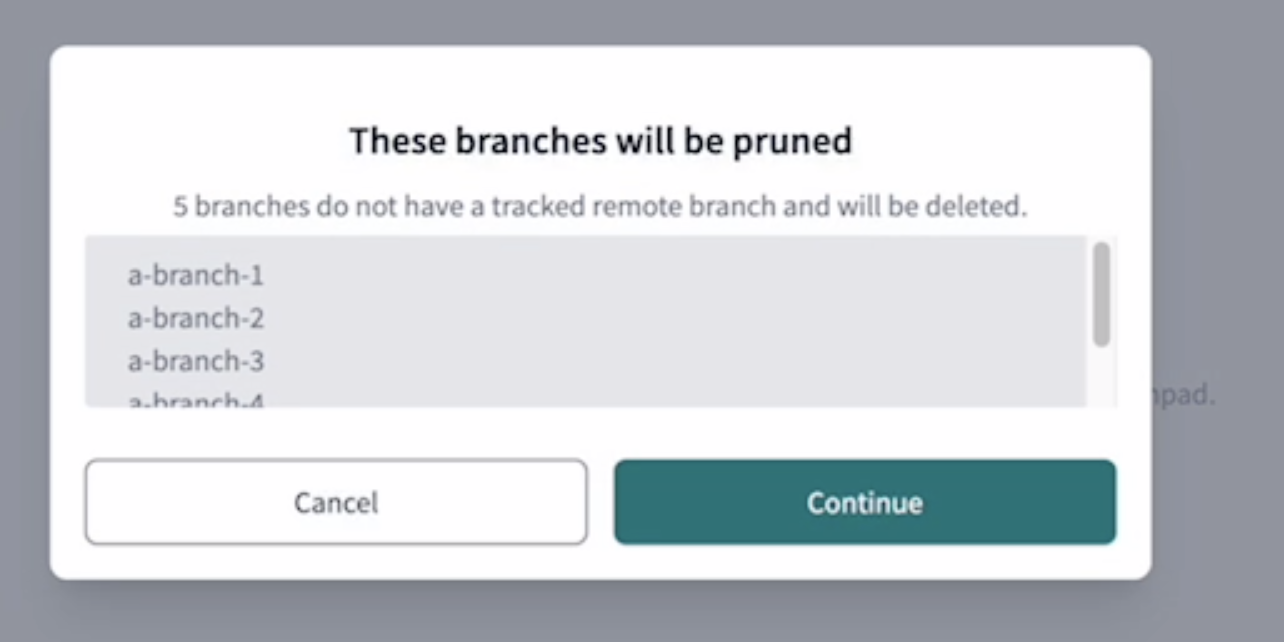 These branches will be pruned
5 branches do not have a tracked remote branch and will be deleted.
a-branch-1
a-branch-2
a-branch-3
a-branch-4
Cancel
Continue